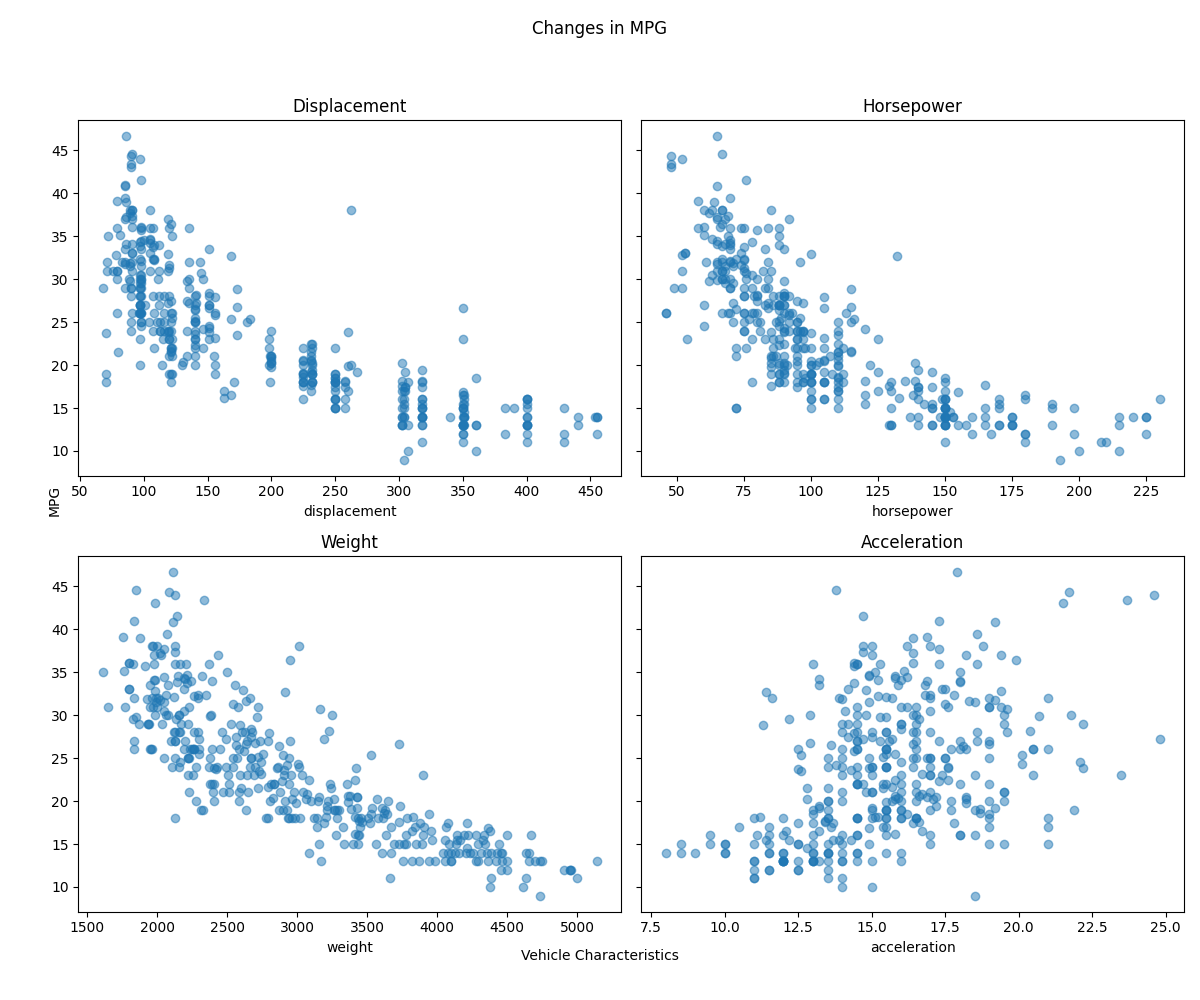 Changes in MPG
Displacement
Horsepower
45
40
35
30
25
20
15
10
50 100 150 200 250 300 350 400 450
50 75 100 125 150 175 200 225
displacement
horsepower
MPG
Weight
Acceleration
45
40
35
30
25
20
15
10
1500 2000 2500 3000 3500 4000 4500 5000
7.5 10.0 12.5 15.0 17.5 20.0 22.5 25.0
weight
acceleration
Vehicle Characteristics